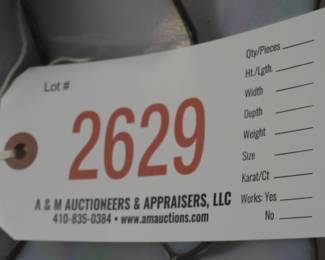 Lot #
2629
A & M AUCTIONEERS & APPRAISERS, LLC
410-835-0384 • www.amauctions.com
Qty/Pieces
Ht./Lgth.
Width
Depth
Weight
Size
Karat/Ct
Works: Yes
No